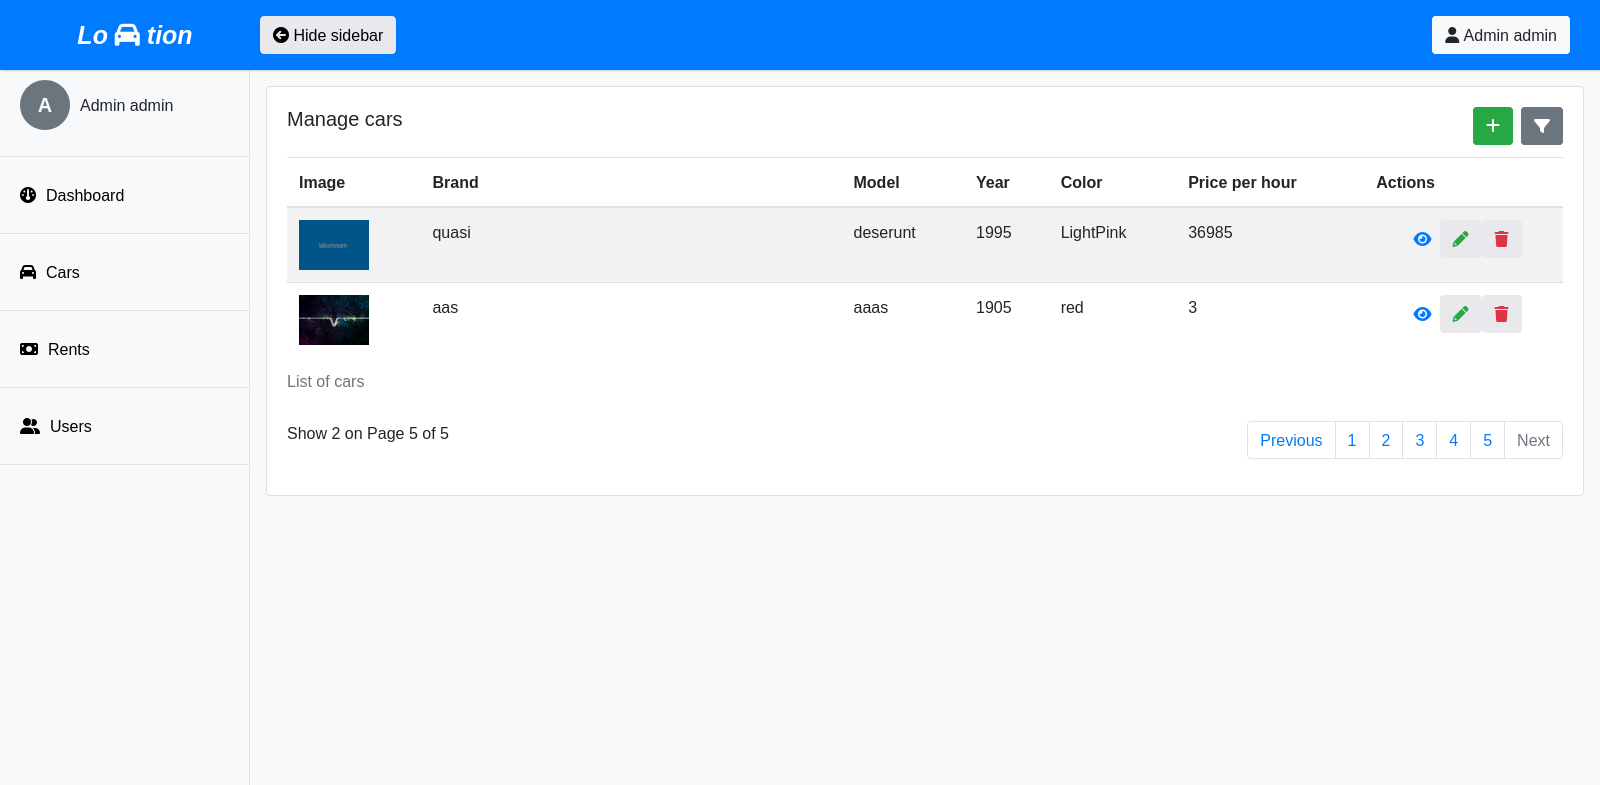 Lo tion
Hide sidebar
Admin admin
A
Admin admin
Dashboard
Cars
Rents
Users
Manage cars
Image Brand Model Year Color Price per hour Actions
laboriosam
quasi deserunt 1995 LightPink 36985
aas aaas 1905 red 3
List of cars
Show 2 on Page 5 of 5
Previous 1 2 3 4 5 Next